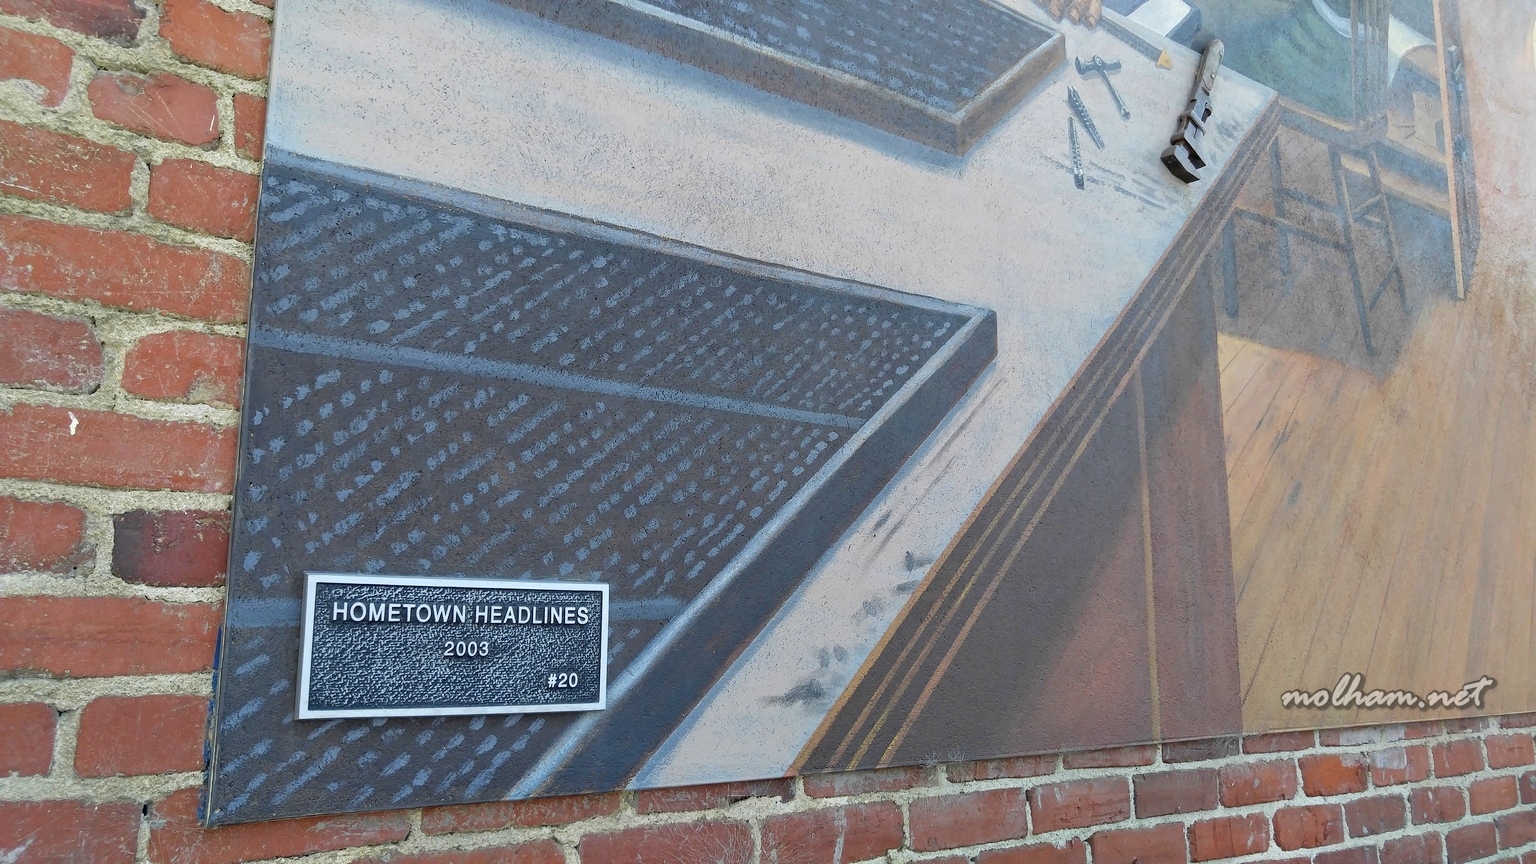 HOMETOWN HEADLINES
2003
#20
molham.net